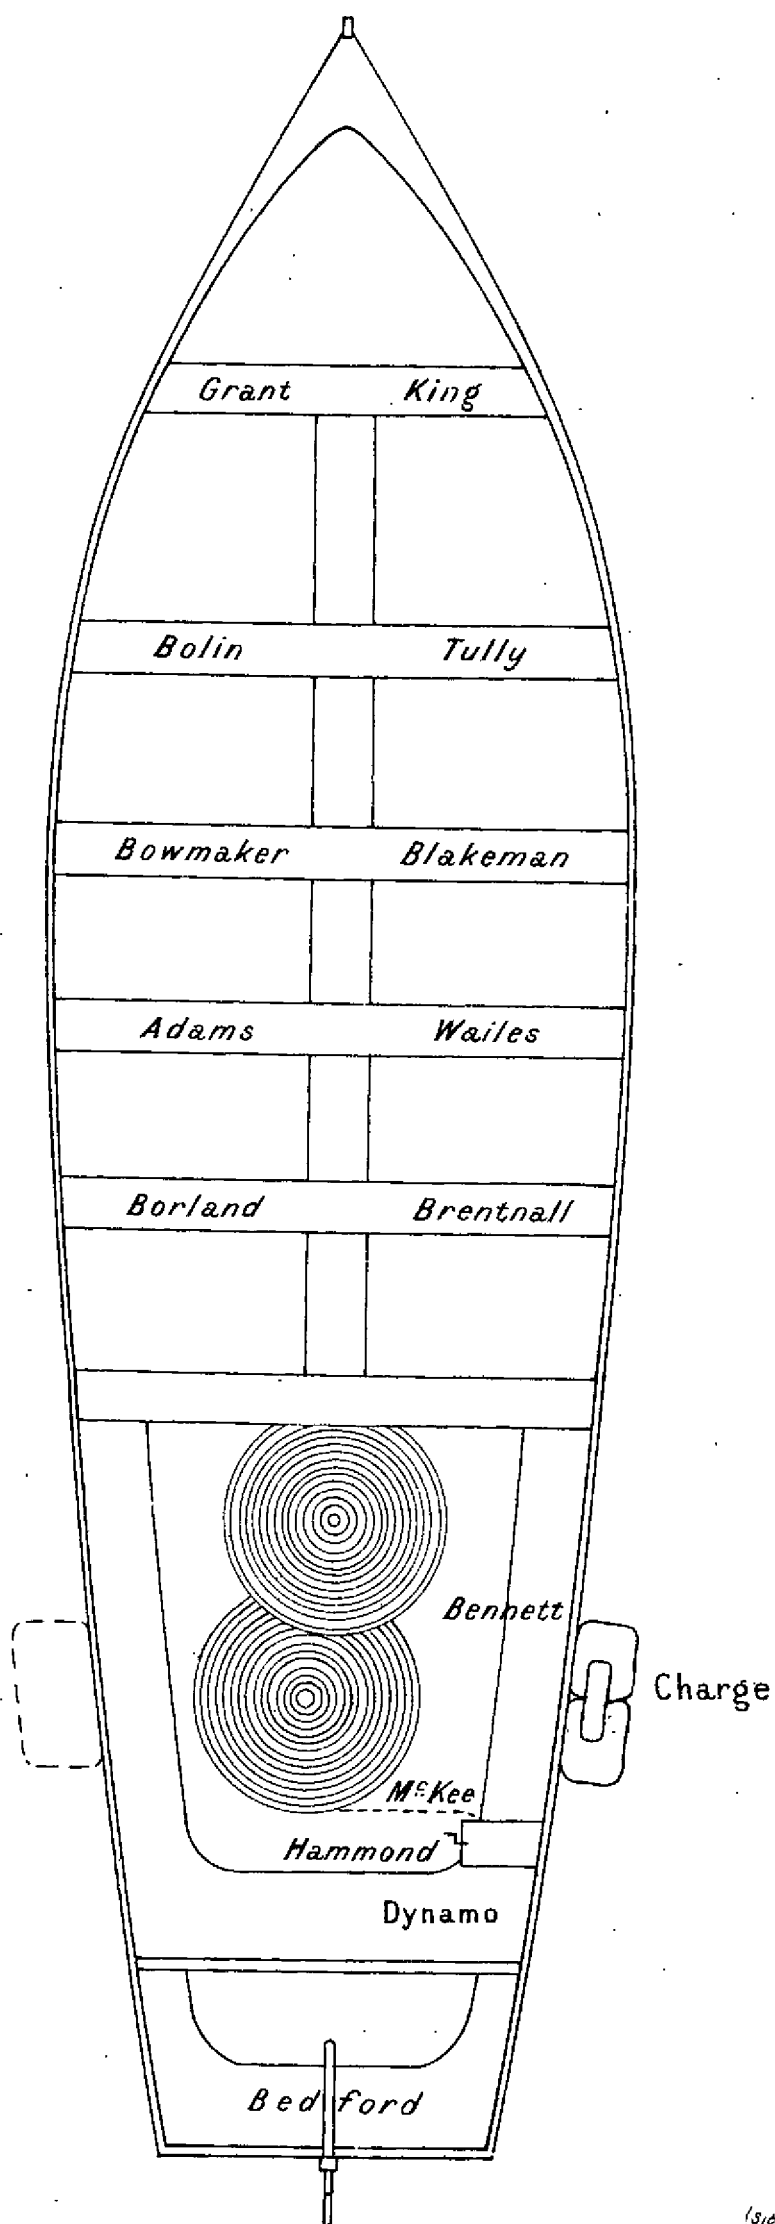 Grant King
Bolin Tully
Bowmaker Blakeman
Adams Wailes
Borland Brentnall
Bennett
Charge
McKee
Hammond
Dynamo
Bedford